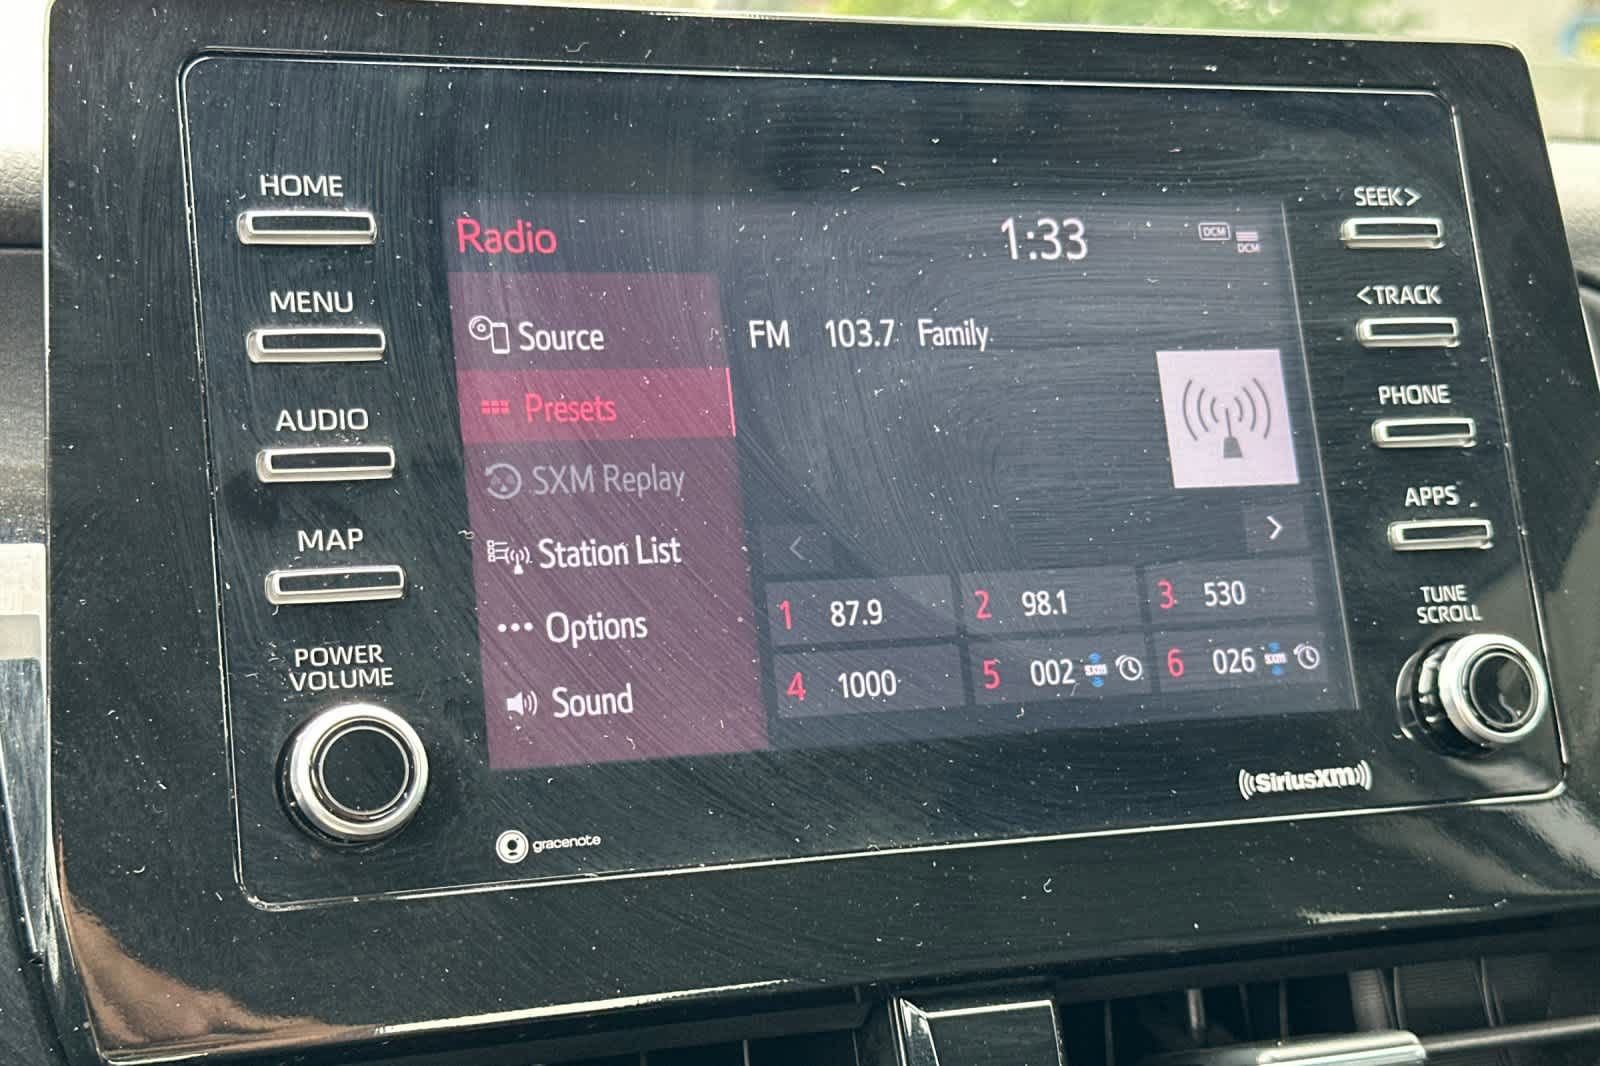 HOME
MENU
AUDIO
MAP
POWER
VOLUME
Radio
1:33
DCM
DCM
Source
Presets
SXM Replay
Station List
Options
Sound
FM 103.7 Family
<
>
1 87.9
2 98.1
3 530
4 1000
5 002 SXM
6 026 SXM
SEEK>
<TRACK
PHONE
APPS
TUNE
SCROLL
gracenote
SiriusXM